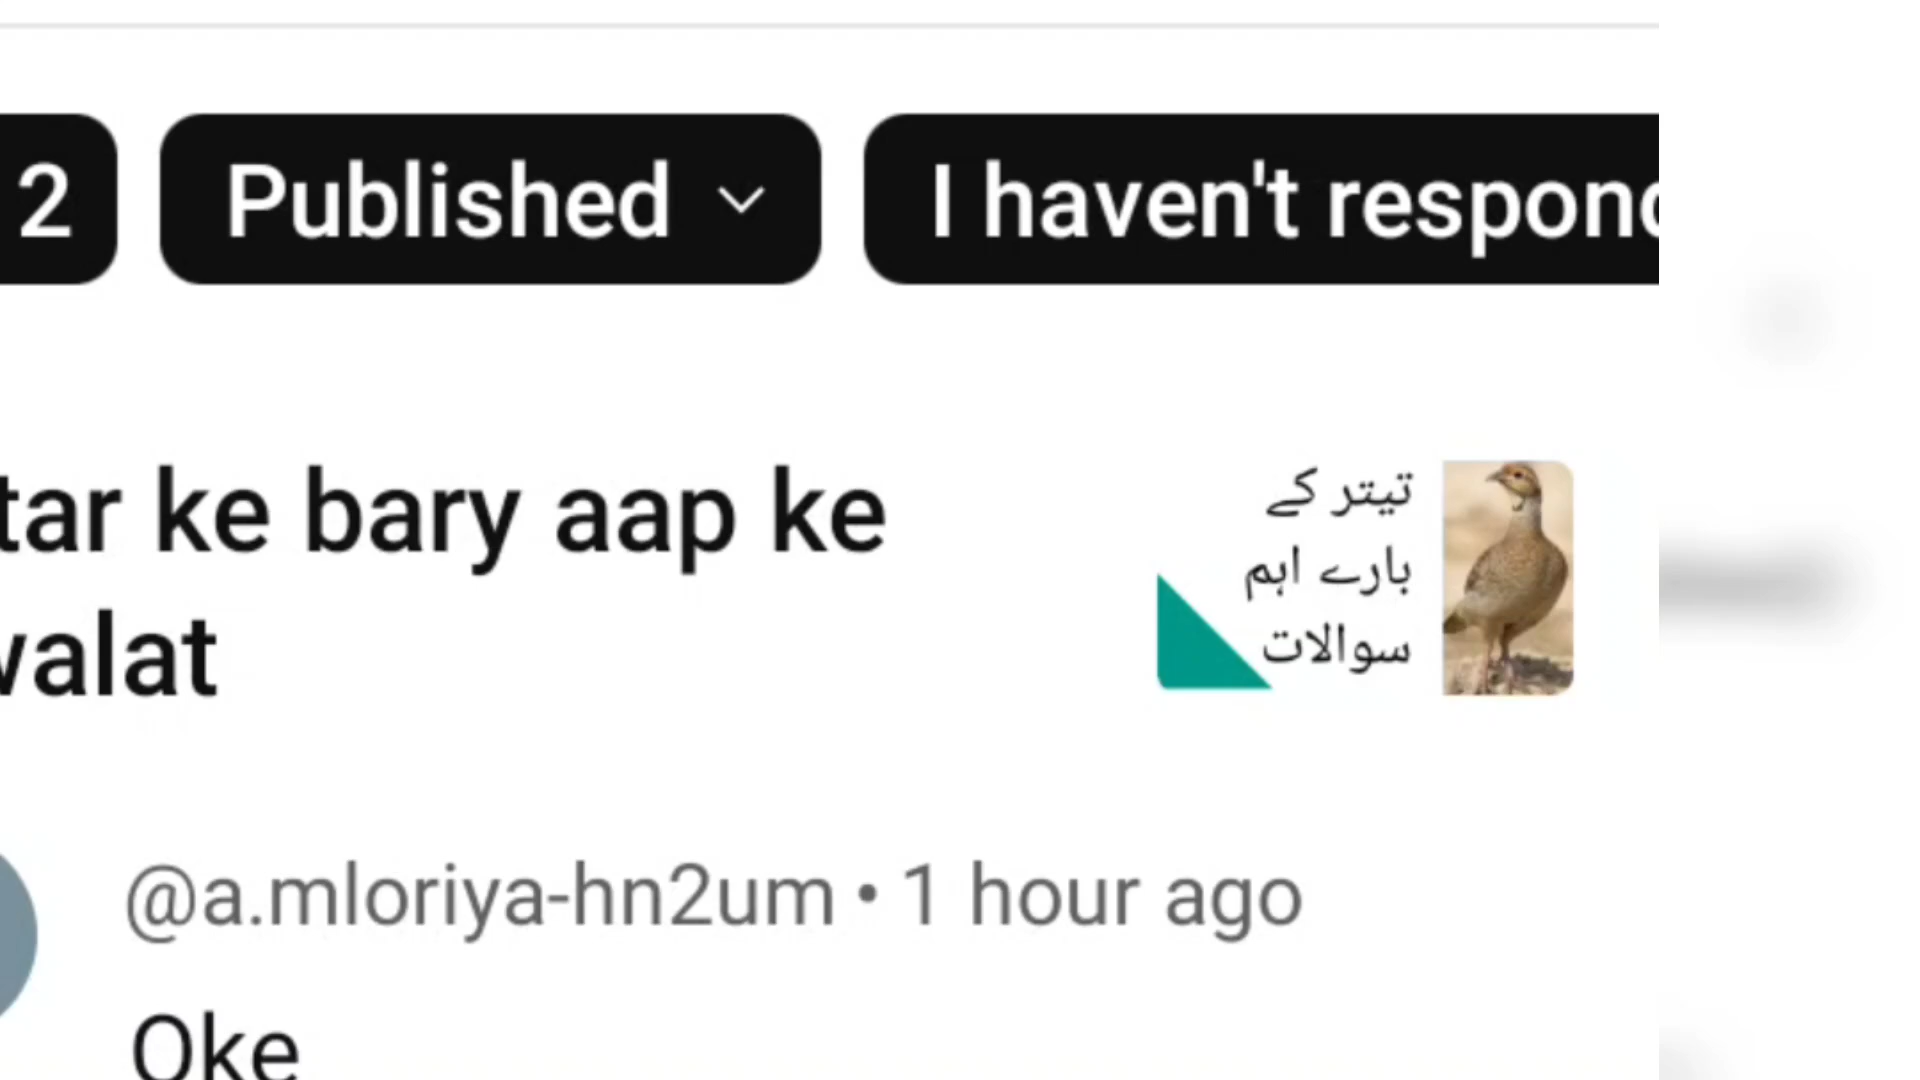 2
Published
I haven't respond
tar ke bary aap ke
walat
تیتر کے
بارے اہم
سوالات
@a.mloriya-hn2um • 1 hour ago
Oke